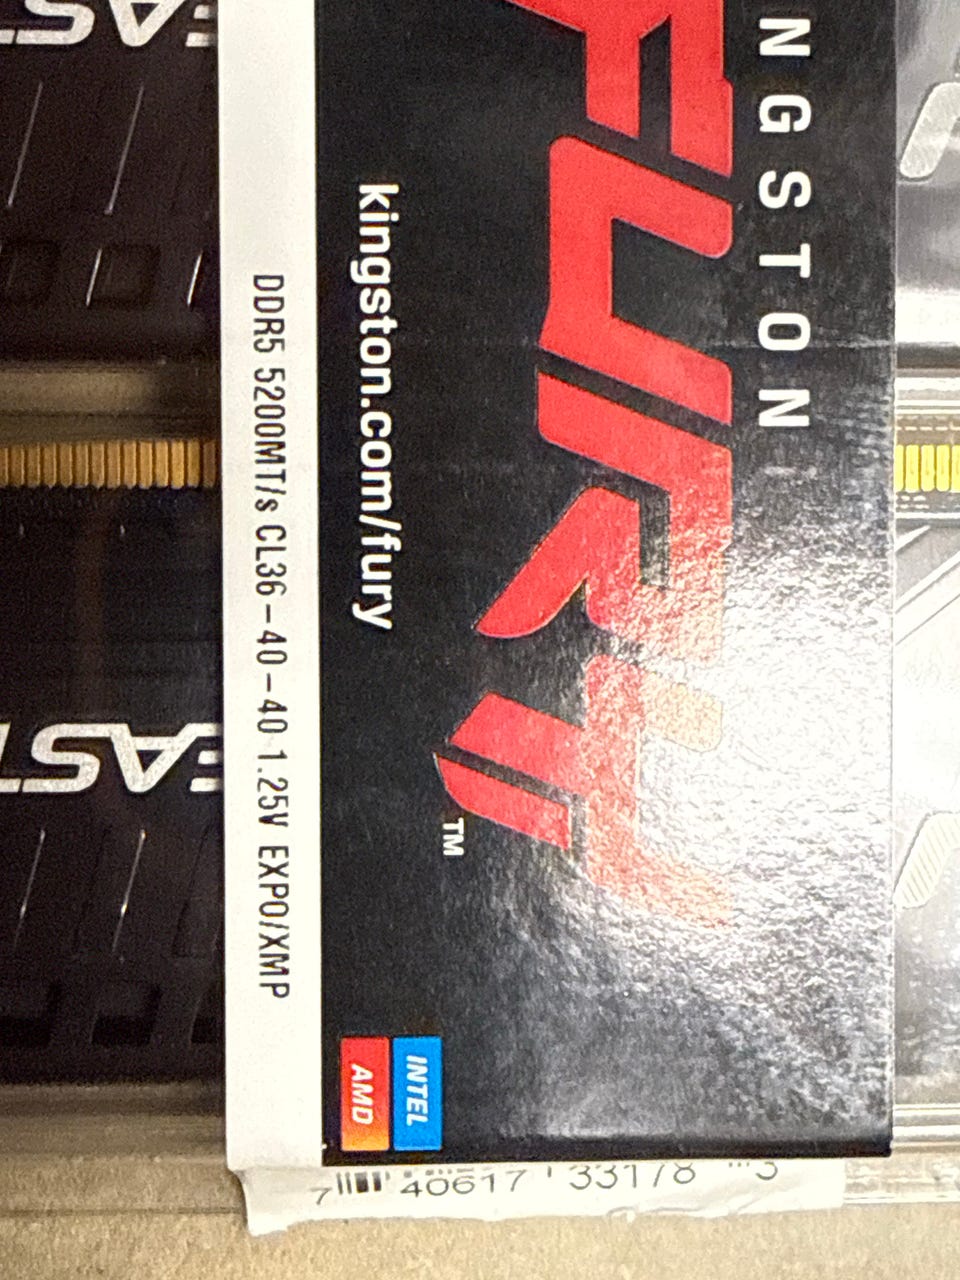 NGSTON
FURY
TM
kingston.com/fury
DDR5 5200MT/s CL36-40-40 1.25V EXPO/XMP
INTEL
AMD
7 40617 33178 3